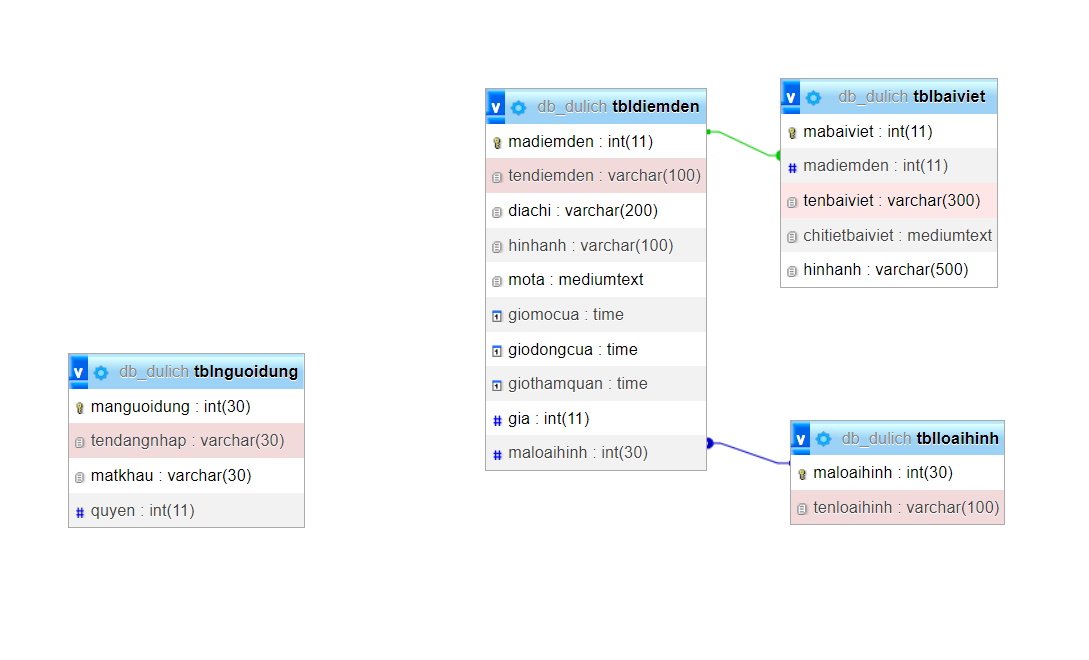 v db_dulich tbldiemden
madiemden : int(11)
tendiemden : varchar(100)
diachi : varchar(200)
hinhanh : varchar(100)
mota : mediumtext
giomocua : time
giodongcua : time
giothamquan : time
# gia : int(11)
# maloaihinh : int(30)
v db_dulich tblbaiviet
mabaiviet : int(11)
# madiemden : int(11)
tenbaiviet : varchar(300)
chitietbaiviet : mediumtext
hinhanh : varchar(500)
v db_dulich tblnguoidung
manguoidung : int(30)
tendangnhap : varchar(30)
matkhau : varchar(30)
# quyen : int(11)
v db_dulich tblloaihinh
maloaihinh : int(30)
tenloaihinh : varchar(100)